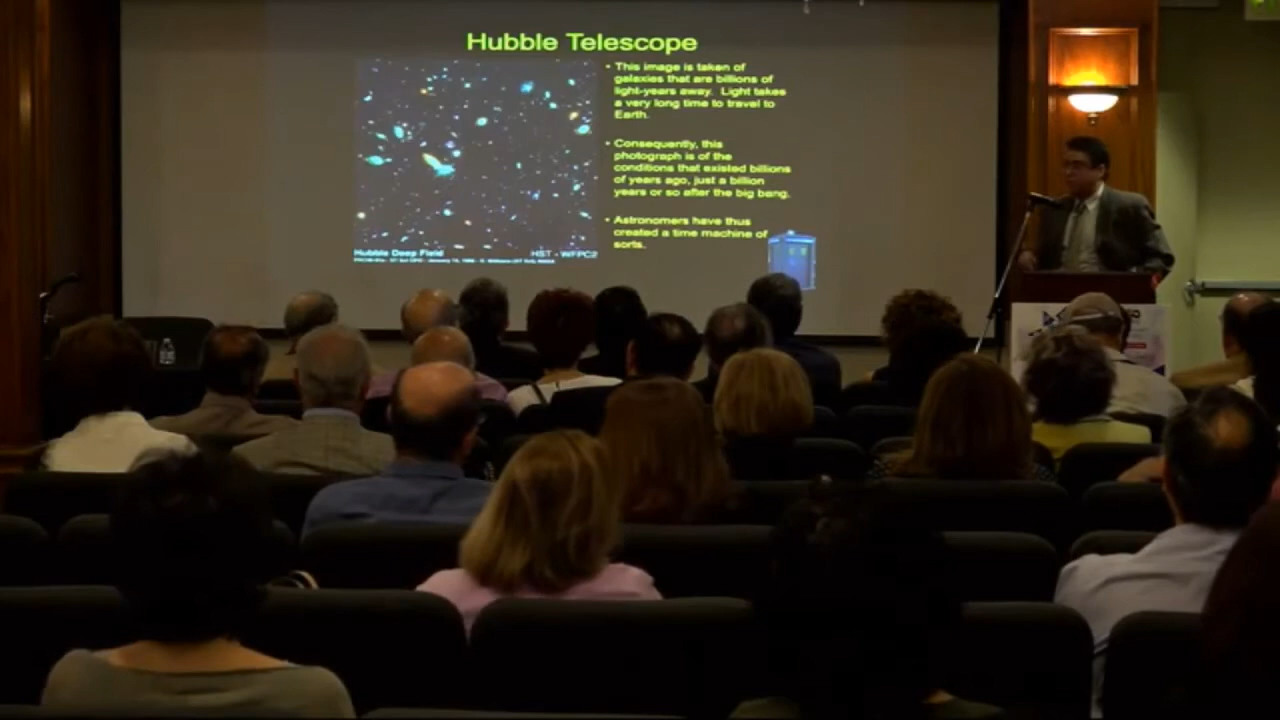 Hubble Telescope
• This image is taken of
galaxies that are billions of
light-years away. Light takes
a very long time to travel to
Earth.
• Consequently, this
photograph is of the
conditions that existed billions
of years ago, just a billion
years or so after the big bang.
• Astronomers have thus
created a time machine of
sorts.
Hubble Deep Field
HST - WFPC2